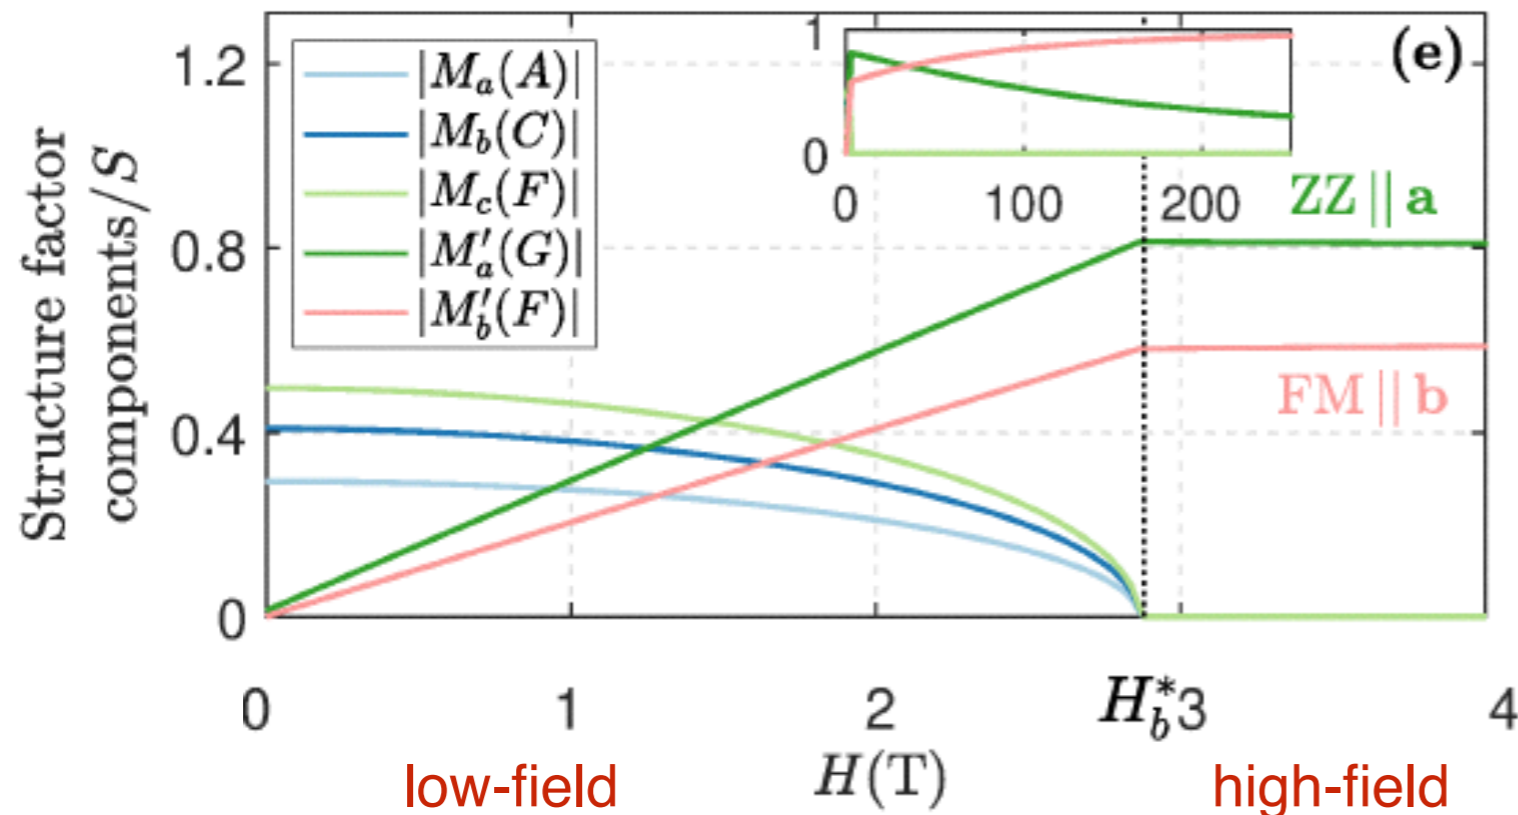 Structure factor
components/S
1.2
0.8
0.4
0
|M_a(A)|
|M_b(C)|
|M_c(F)|
|M'_a(G)|
|M'_b(F)|
1
0
0 100 200
(e)
ZZ || a
FM || b
0 1 2 H_b^* 3 4
H(T)
low-field
high-field